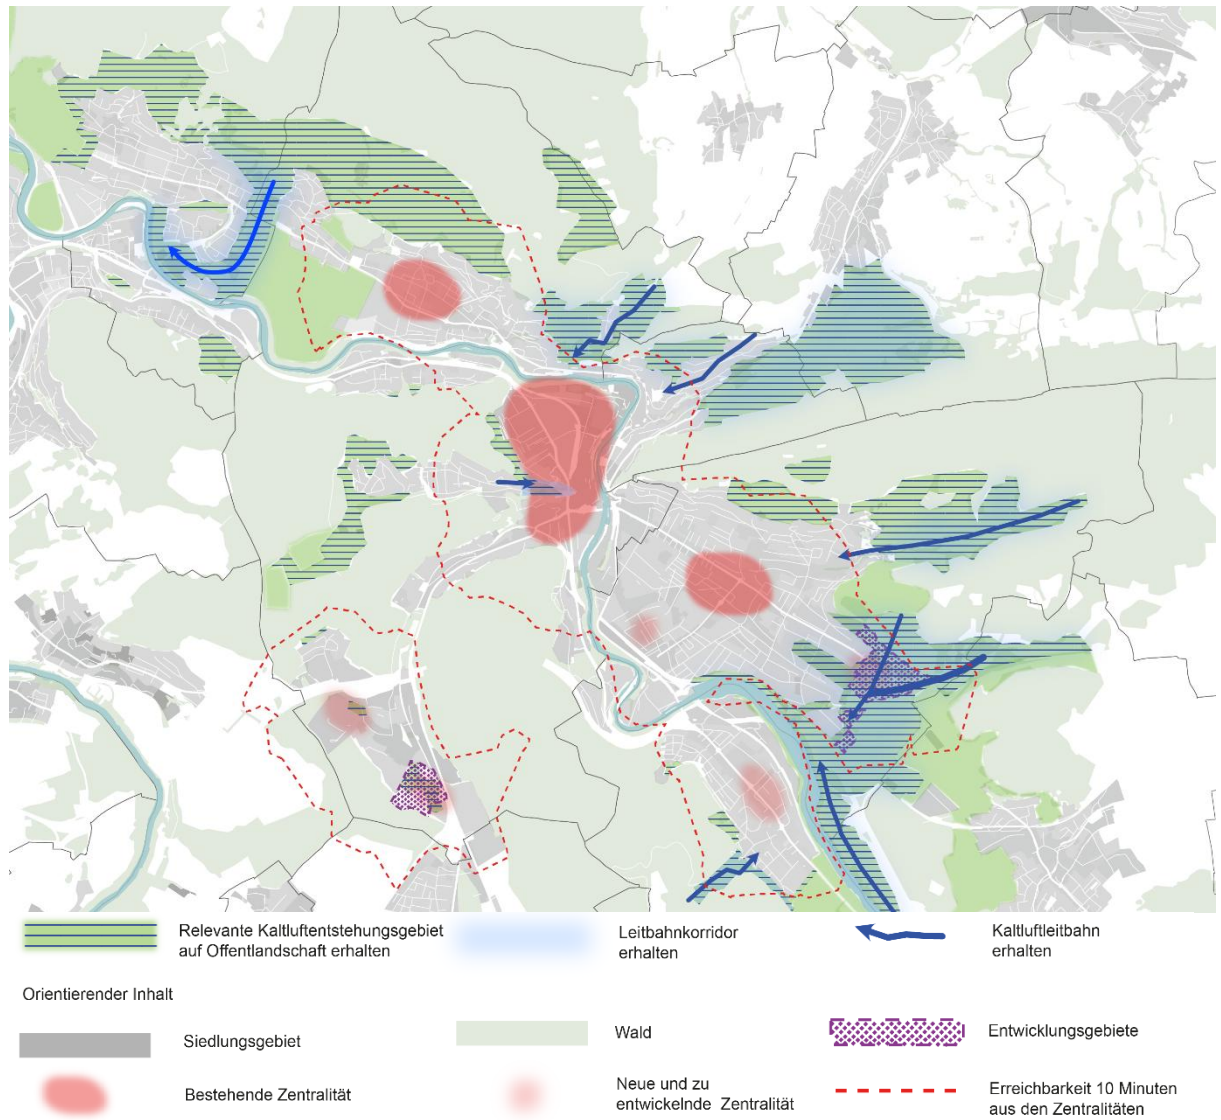 Relevante Kaltluftentstehungsgebiet
auf Offentlandschaft erhalten
Leitbahnkorridor
erhalten
Kaltluftleitbahn
erhalten
Orientierender Inhalt
Siedlungsgebiet
Wald
Entwicklungsgebiete
Bestehende Zentralität
Neue und zu
entwickelnde Zentralität
Erreichbarkeit 10 Minuten
aus den Zentralitäten